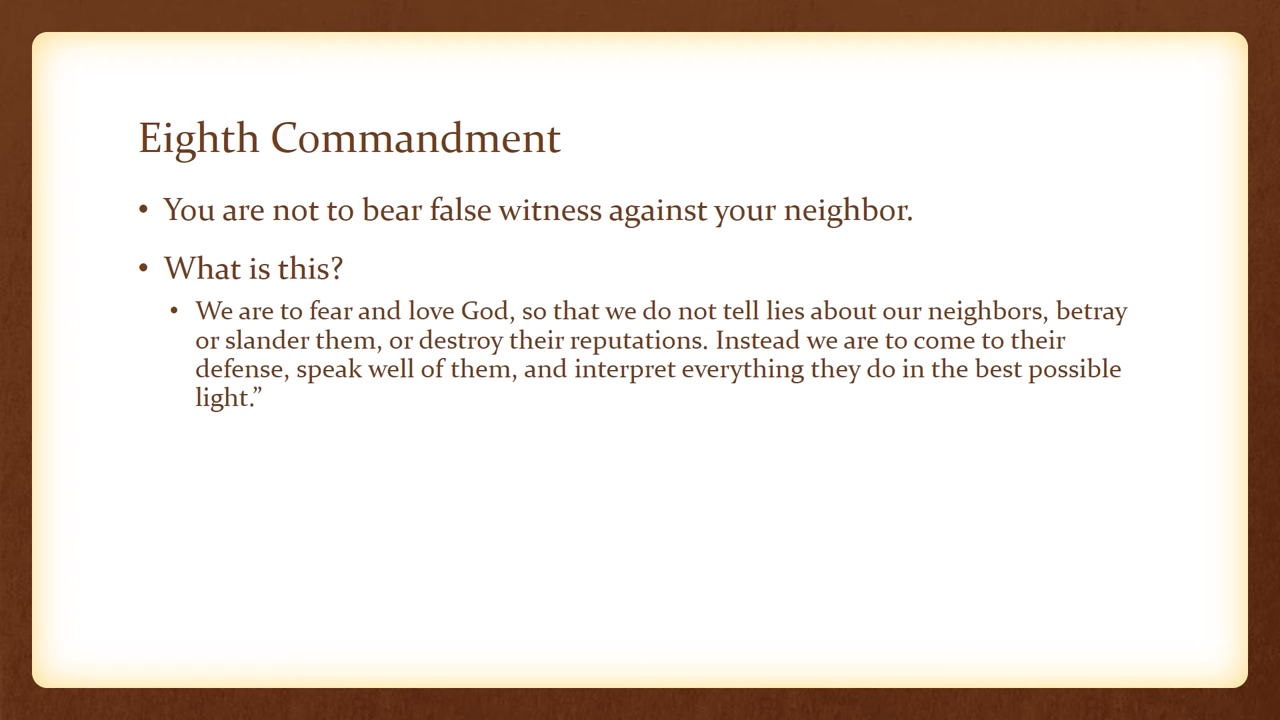 Eighth Commandment
• You are not to bear false witness against your neighbor.
• What is this?
• We are to fear and love God, so that we do not tell lies about our neighbors, betray
or slander them, or destroy their reputations. Instead we are to come to their
defense, speak well of them, and interpret everything they do in the best possible
light.”